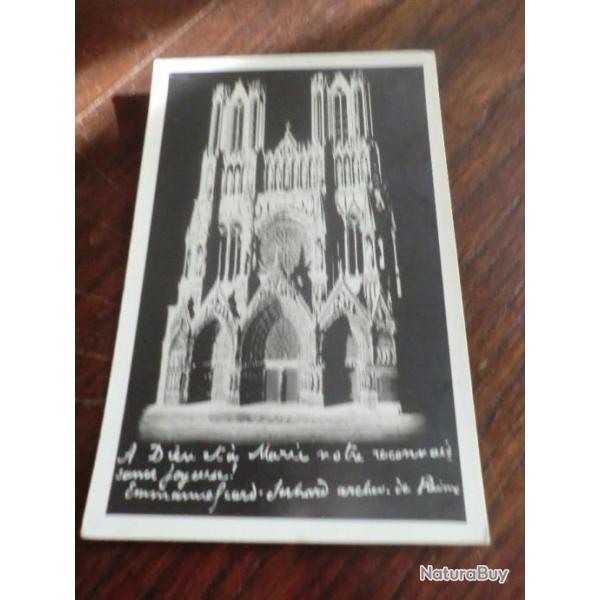 A Dieu et à Marie notre reconnais
sance joyeuse!
Emmanuel card. Suhard archev. de Reims
NaturaBuy